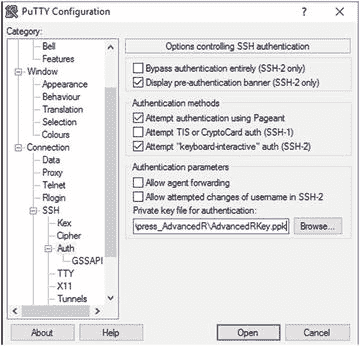 PuTTY Configuration
?
Category:
Bell
Features
Window
Appearance
Behaviour
Translation
Selection
Colours
Connection
Data
Proxy
Telnet
Rlogin
SSH
Kex
Cipher
Auth
GSSAPI
TTY
X11
Tunnels
Options controlling SSH authentication
Bypass authentication entirely (SSH-2 only)
Display pre-authentication banner (SSH-2 only)
Authentication methods
Attempt authentication using Pageant
Attempt TIS or CryptoCard auth (SSH-1)
Attempt "keyboard-interactive" auth (SSH-2)
Authentication parameters
Allow agent forwarding
Allow attempted changes of username in SSH-2
Private key file for authentication:
\press_AdvancedR\AdvancedRKey.ppk
Browse...
About
Help
Open
Cancel